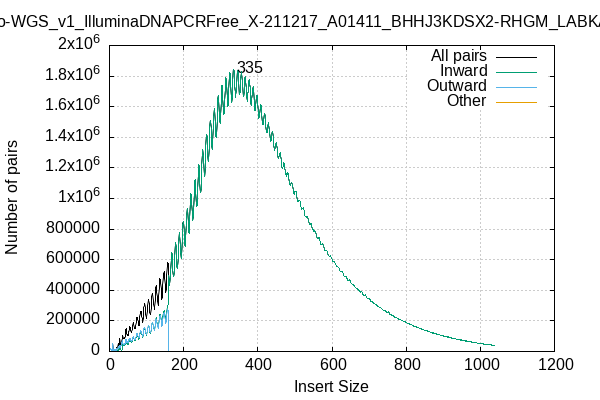 o-WGS_v1_IlluminaDNAPCRFree_X-211217_A01411_BHHJ3KDSX2-RHGM_LABKA
All pairs
Inward
Outward
Other
335
2x10^6
1.8x10^6
1.6x10^6
1.4x10^6
1.2x10^6
1x10^6
800000
600000
400000
200000
0
Number of pairs
0 200 400 600 800 1000 1200
Insert Size